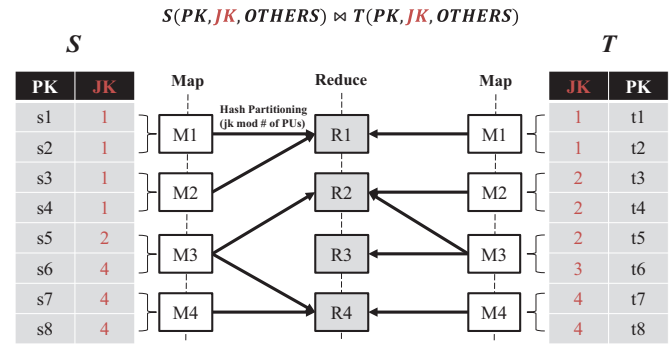 S(PK, JK, OTHERS) ⋈ T(PK, JK, OTHERS)
S T
PK JK Map Reduce Map JK PK
Hash Partitioning
(jk mod # of PUs)
s1 1 M1 R1 M1 1 t1
s2 1 1 t2
s3 1 M2 R2 M2 2 t3
s4 1 2 t4
s5 2 M3 R3 M3 2 t5
s6 4 3 t6
s7 4 M4 R4 M4 4 t7
s8 4 4 t8